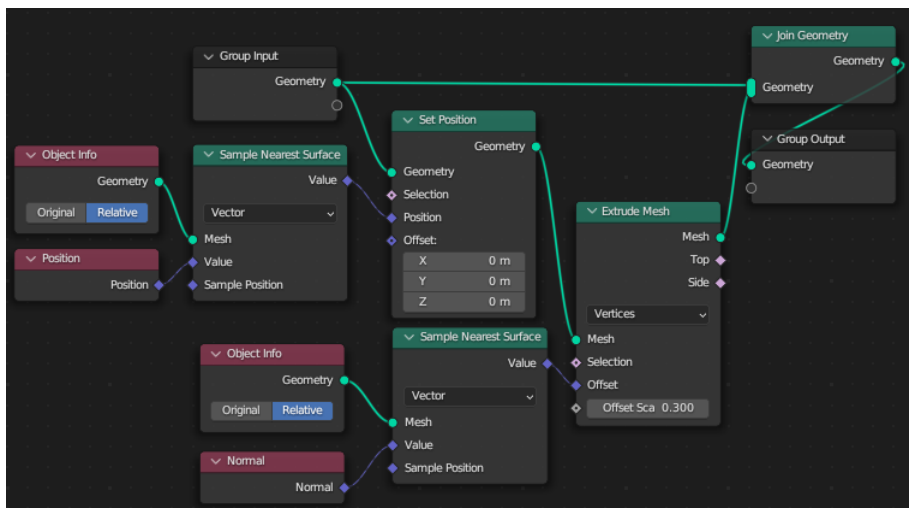 Group Input
Geometry
Object Info
Geometry
Original Relative
Position
Position
Sample Nearest Surface
Value
Vector
Mesh
Value
Sample Position
Set Position
Geometry
Geometry
Selection
Position
Offset:
X 0 m
Y 0 m
Z 0 m
Object Info
Geometry
Original Relative
Normal
Normal
Sample Nearest Surface
Value
Vector
Mesh
Value
Sample Position
Extrude Mesh
Mesh
Top
Side
Vertices
Mesh
Selection
Offset
Offset Sca 0.300
Join Geometry
Geometry
Geometry
Group Output
Geometry